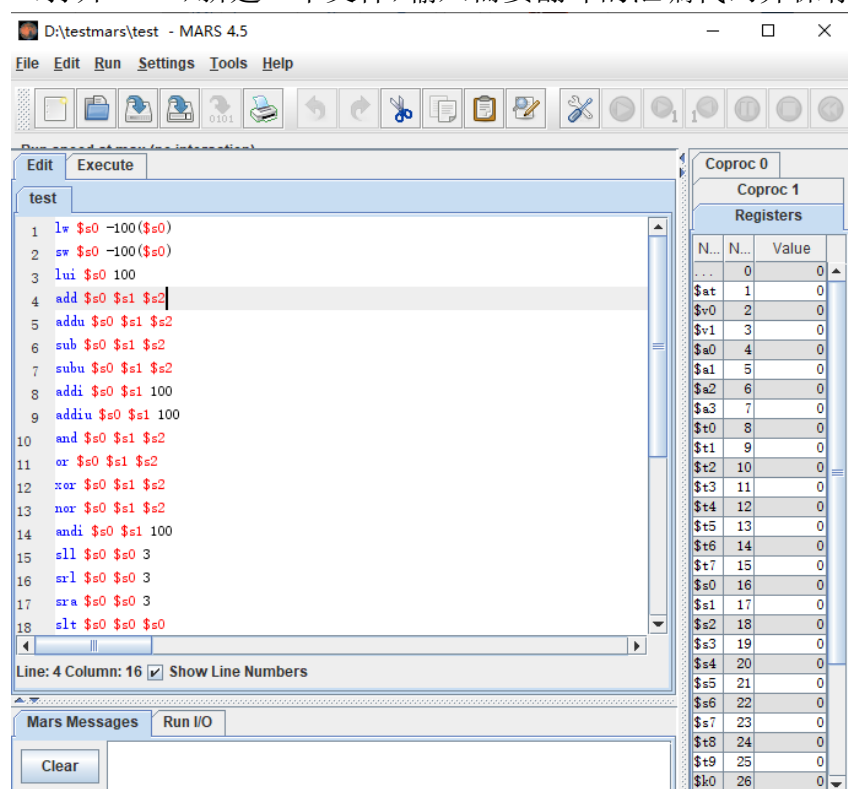 D:\testmars\test - MARS 4.5
File Edit Run Settings Tools Help
Edit Execute
test
1 lw $s0 -100($s0)
2 sw $s0 -100($s0)
3 lui $s0 100
4 add $s0 $s1 $s2
5 addu $s0 $s1 $s2
6 sub $s0 $s1 $s2
7 subu $s0 $s1 $s2
8 addi $s0 $s1 100
9 addiu $s0 $s1 100
10 and $s0 $s1 $s2
11 or $s0 $s1 $s2
12 xor $s0 $s1 $s2
13 nor $s0 $s1 $s2
14 andi $s0 $s1 100
15 sll $s0 $s0 3
16 srl $s0 $s0 3
17 sra $s0 $s0 3
18 slt $s0 $s0 $s0
Line: 4 Column: 16 Show Line Numbers
Mars Messages Run I/O
Clear
Coproc 0
Coproc 1
Registers
N... N... Value
... 0 0
$at 1 0
$v0 2 0
$v1 3 0
$a0 4 0
$a1 5 0
$a2 6 0
$a3 7 0
$t0 8 0
$t1 9 0
$t2 10 0
$t3 11 0
$t4 12 0
$t5 13 0
$t6 14 0
$t7 15 0
$s0 16 0
$s1 17 0
$s2 18 0
$s3 19 0
$s4 20 0
$s5 21 0
$s6 22 0
$s7 23 0
$t8 24 0
$t9 25 0
$k0 26 0